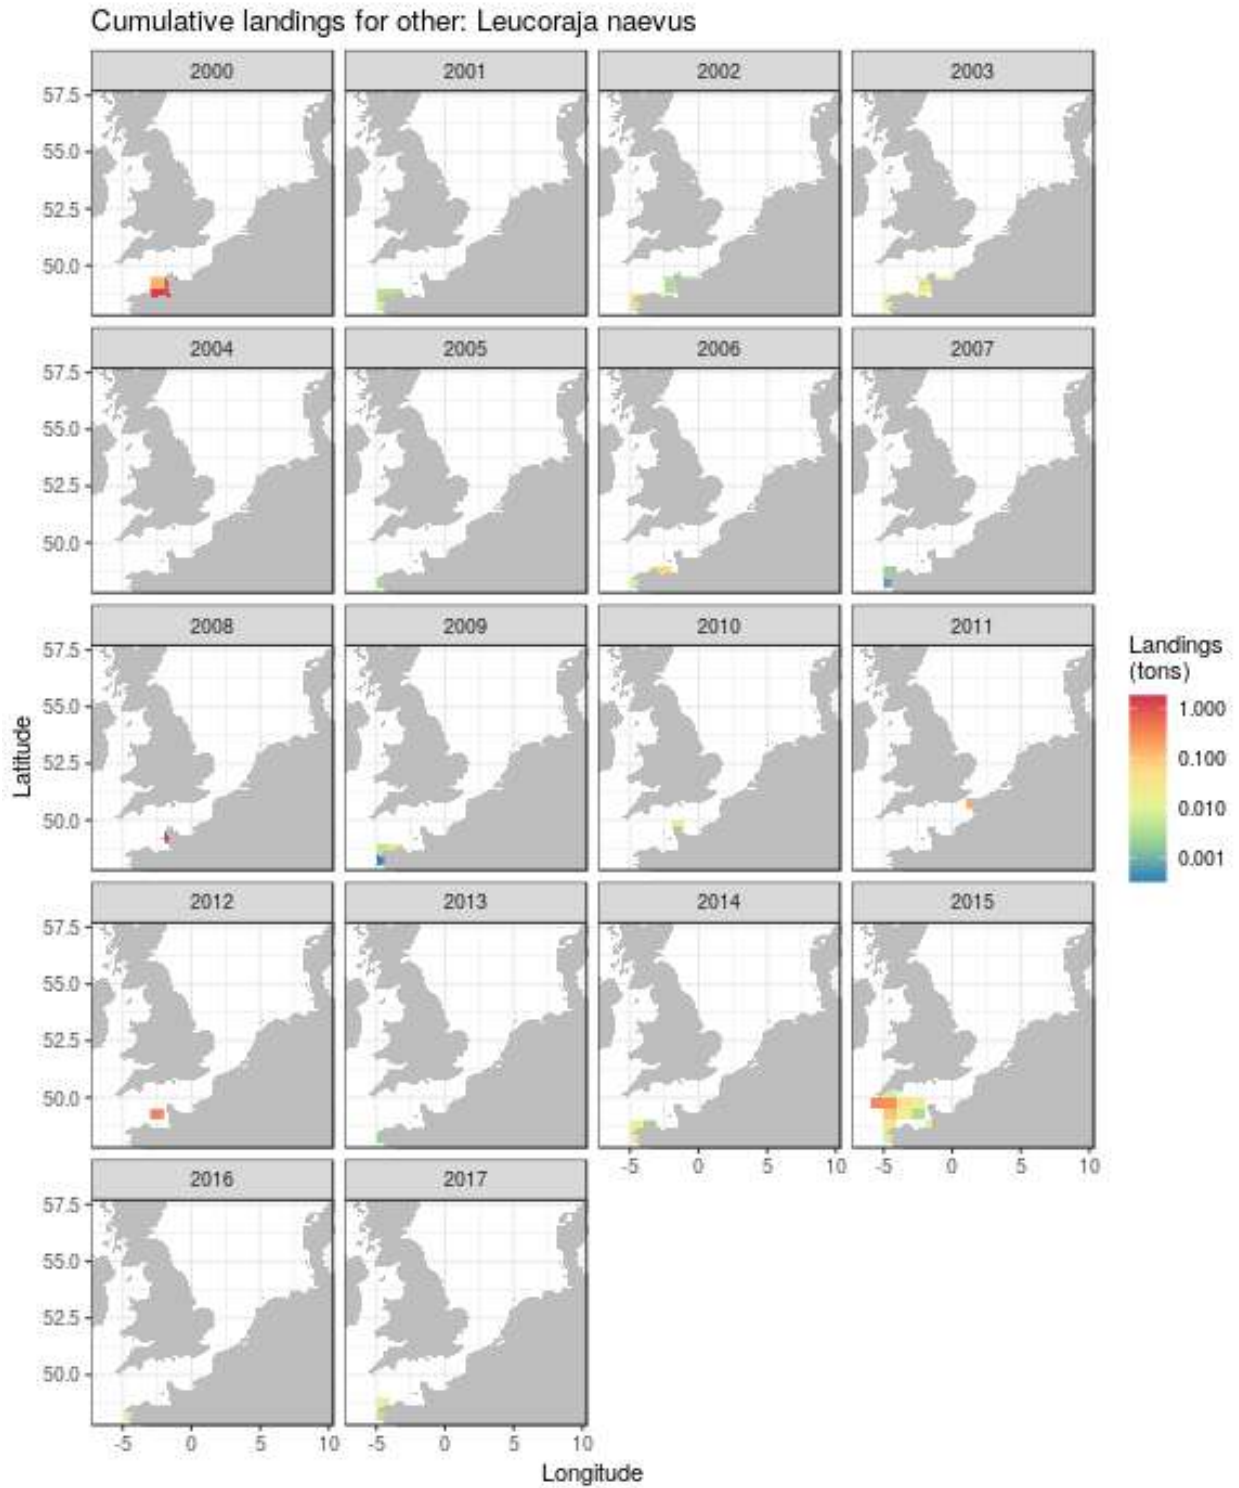 Cumulative landings for other: Leucoraja naevus
2000 2001 2002 2003
57.5
55.0
52.5
50.0
2004 2005 2006 2007
57.5
55.0
52.5
50.0
2008 2009 2010 2011
57.5
55.0
52.5
50.0
Latitude
Landings
(tons)
1.000
0.100
0.010
0.001
2012 2013 2014 2015
57.5
55.0
52.5
50.0
-5 0 5 10 -5 0 5 10
2016 2017
57.5
55.0
52.5
50.0
-5 0 5 10 -5 0 5 10
Longitude